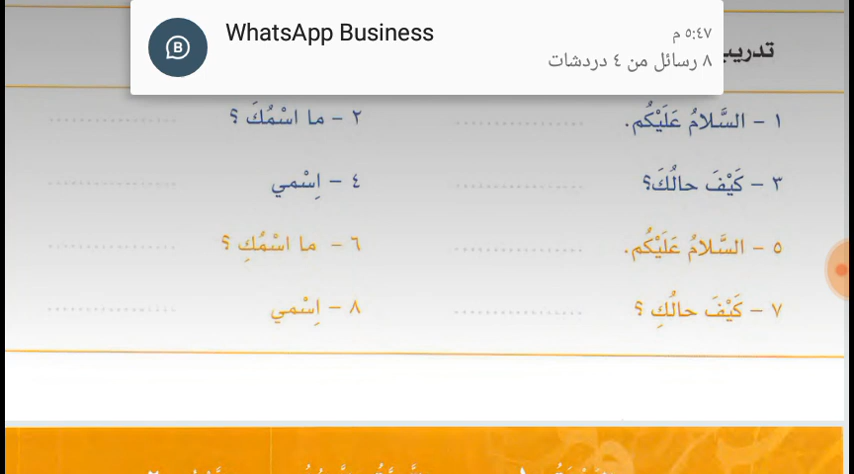 WhatsApp Business
٥:٤٧ م
٨ رسائل من ٤ دردشات
١ – السَّلامُ عَلَيْكُم. ....................
٢ – ما اسْمُكَ ؟ ....................
٣ – كَيْفَ حالُكَ؟ ....................
٤ – اِسْمي ....................
٥ – السَّلامُ عَلَيْكُم. ....................
٦ – ما اسْمُكِ ؟ ....................
٧ – كَيْفَ حالُكِ ؟ ....................
٨ – اِسْمي ....................